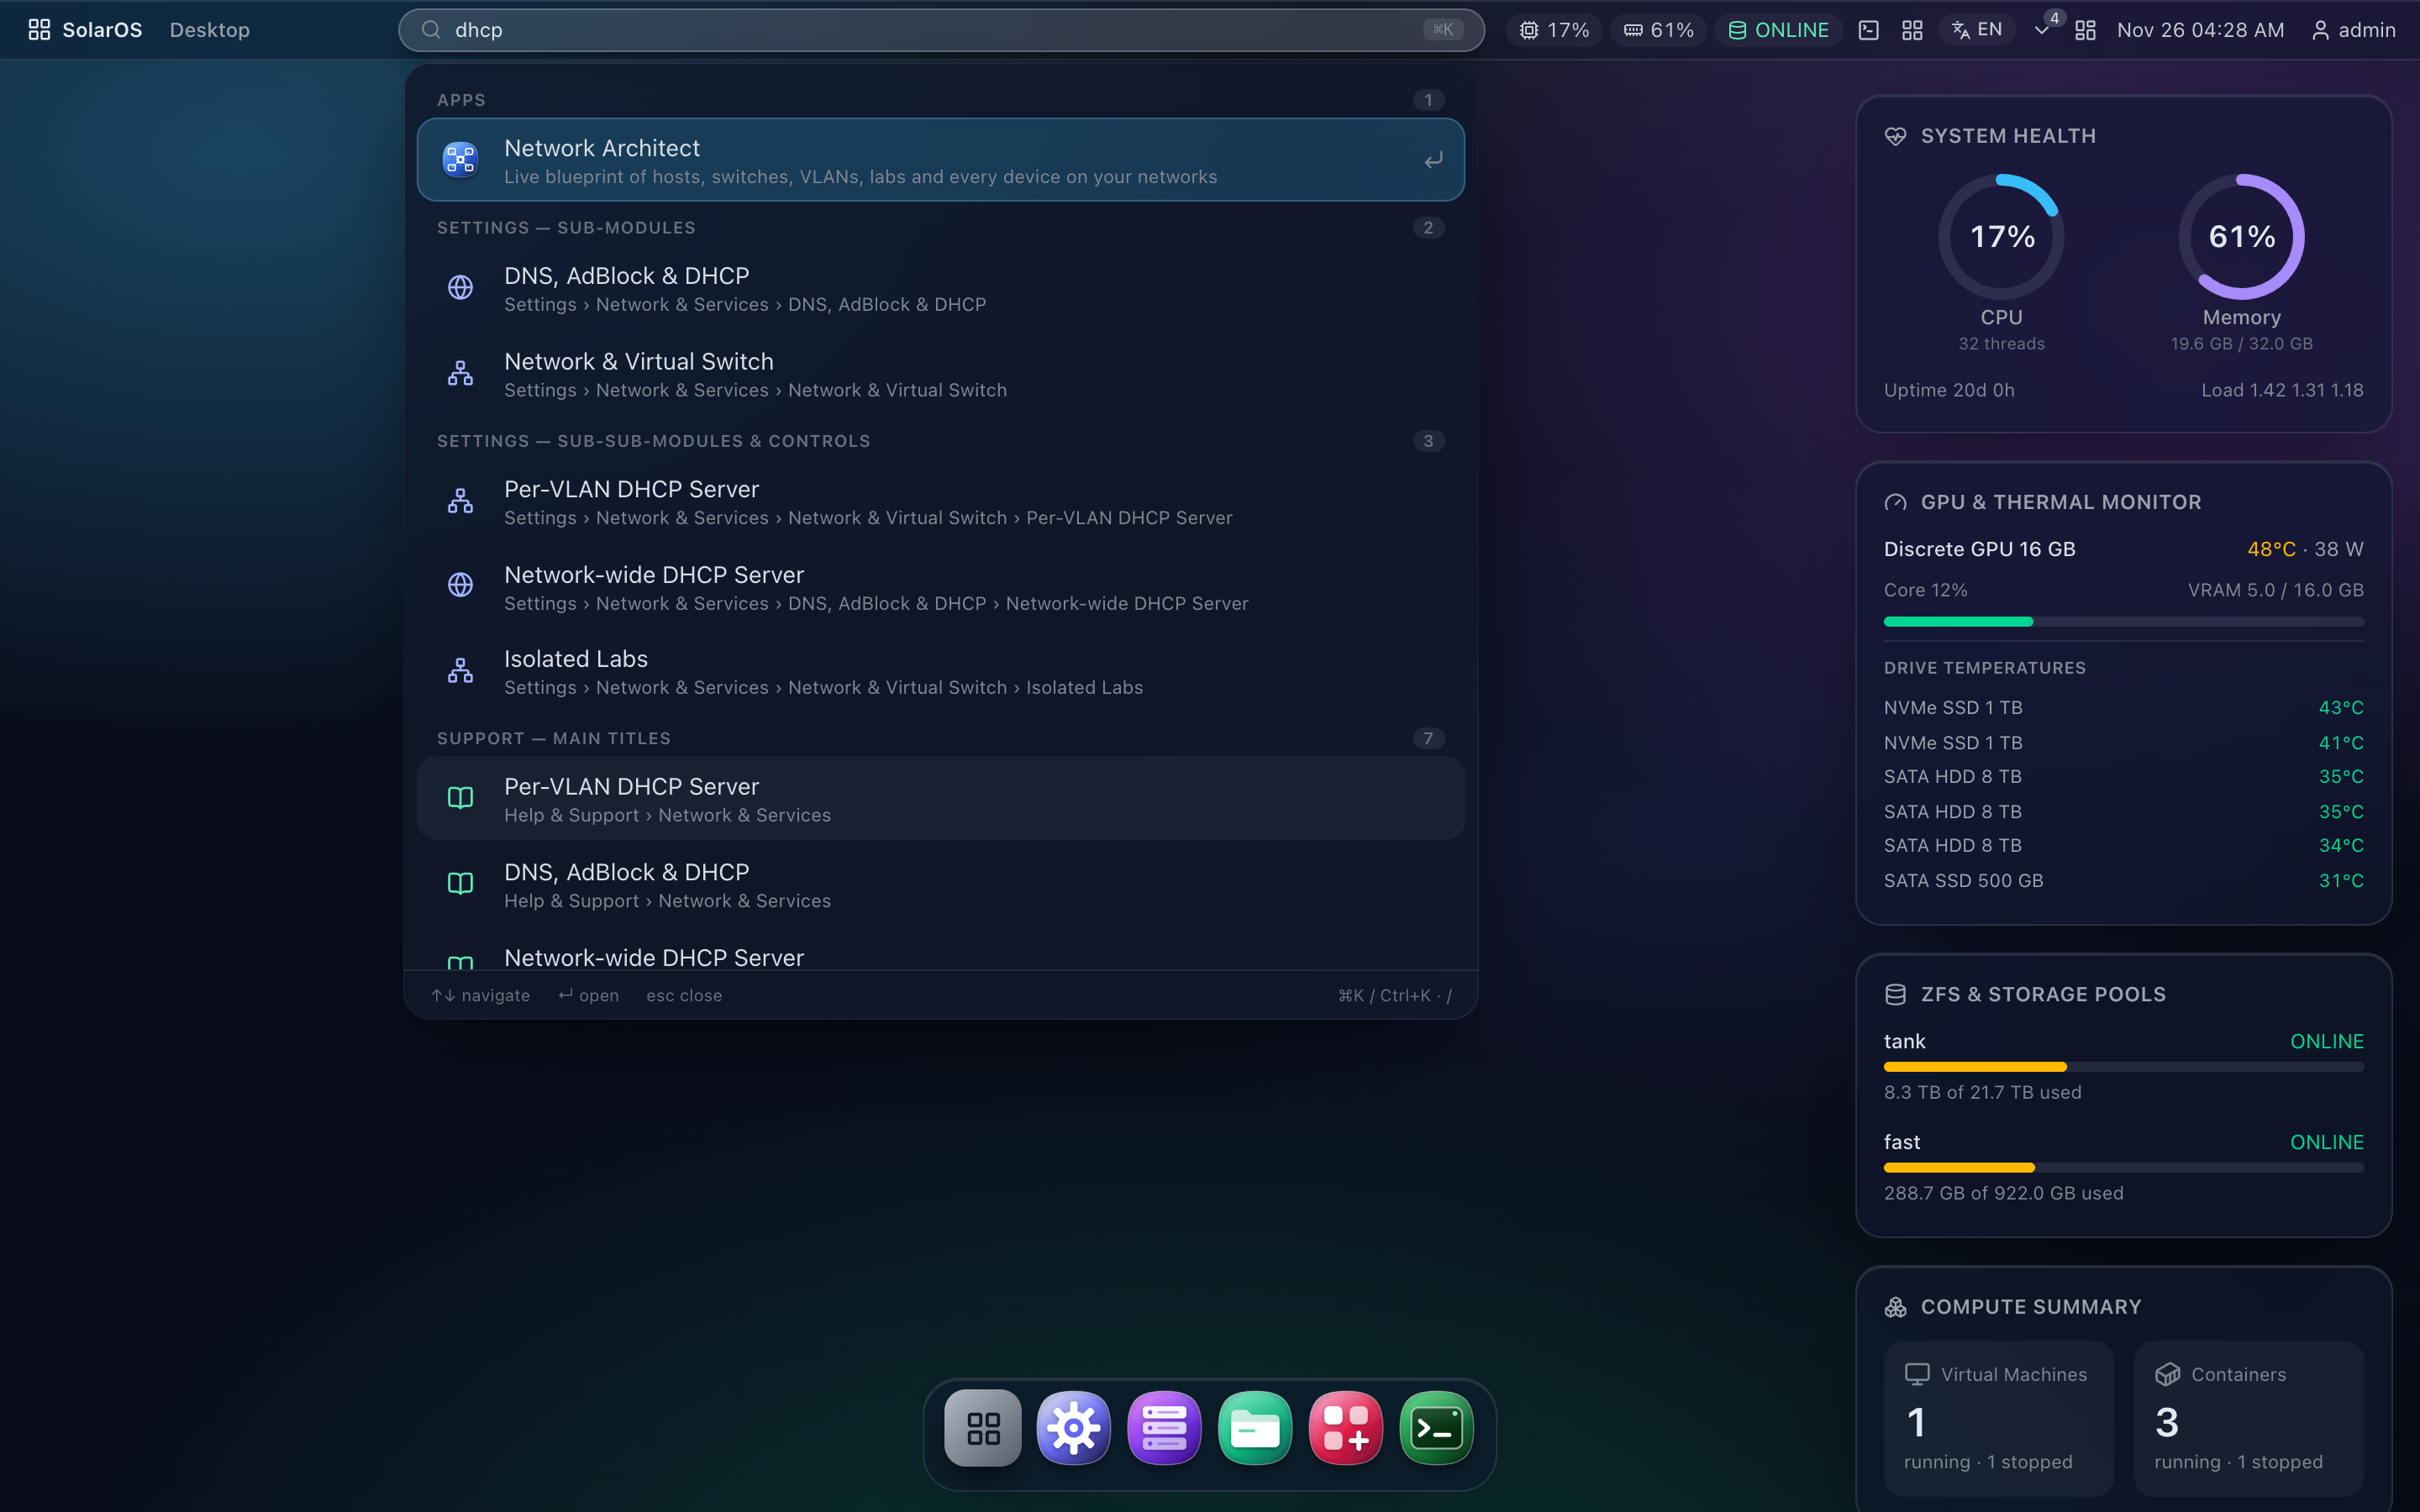 SolarOS Desktop
dhcp ⌘K
17% 61% ONLINE EN 4 Nov 26 04:28 AM admin
APPS 1
Network Architect
Live blueprint of hosts, switches, VLANs, labs and every device on your networks
SETTINGS — SUB-MODULES 2
DNS, AdBlock & DHCP
Settings › Network & Services › DNS, AdBlock & DHCP
Network & Virtual Switch
Settings › Network & Services › Network & Virtual Switch
SETTINGS — SUB-SUB-MODULES & CONTROLS 3
Per-VLAN DHCP Server
Settings › Network & Services › Network & Virtual Switch › Per-VLAN DHCP Server
Network-wide DHCP Server
Settings › Network & Services › DNS, AdBlock & DHCP › Network-wide DHCP Server
Isolated Labs
Settings › Network & Services › Network & Virtual Switch › Isolated Labs
SUPPORT — MAIN TITLES 7
Per-VLAN DHCP Server
Help & Support › Network & Services
DNS, AdBlock & DHCP
Help & Support › Network & Services
Network-wide DHCP Server
↑↓ navigate ↵ open esc close ⌘K / Ctrl+K · /
SYSTEM HEALTH
17% 61%
CPU Memory
32 threads 19.6 GB / 32.0 GB
Uptime 20d 0h Load 1.42 1.31 1.18
GPU & THERMAL MONITOR
Discrete GPU 16 GB 48°C · 38 W
Core 12% VRAM 5.0 / 16.0 GB
DRIVE TEMPERATURES
NVMe SSD 1 TB 43°C
NVMe SSD 1 TB 41°C
SATA HDD 8 TB 35°C
SATA HDD 8 TB 35°C
SATA HDD 8 TB 34°C
SATA SSD 500 GB 31°C
ZFS & STORAGE POOLS
tank ONLINE
8.3 TB of 21.7 TB used
fast ONLINE
288.7 GB of 922.0 GB used
COMPUTE SUMMARY
Virtual Machines Containers
1 3
running · 1 stopped running · 1 stopped